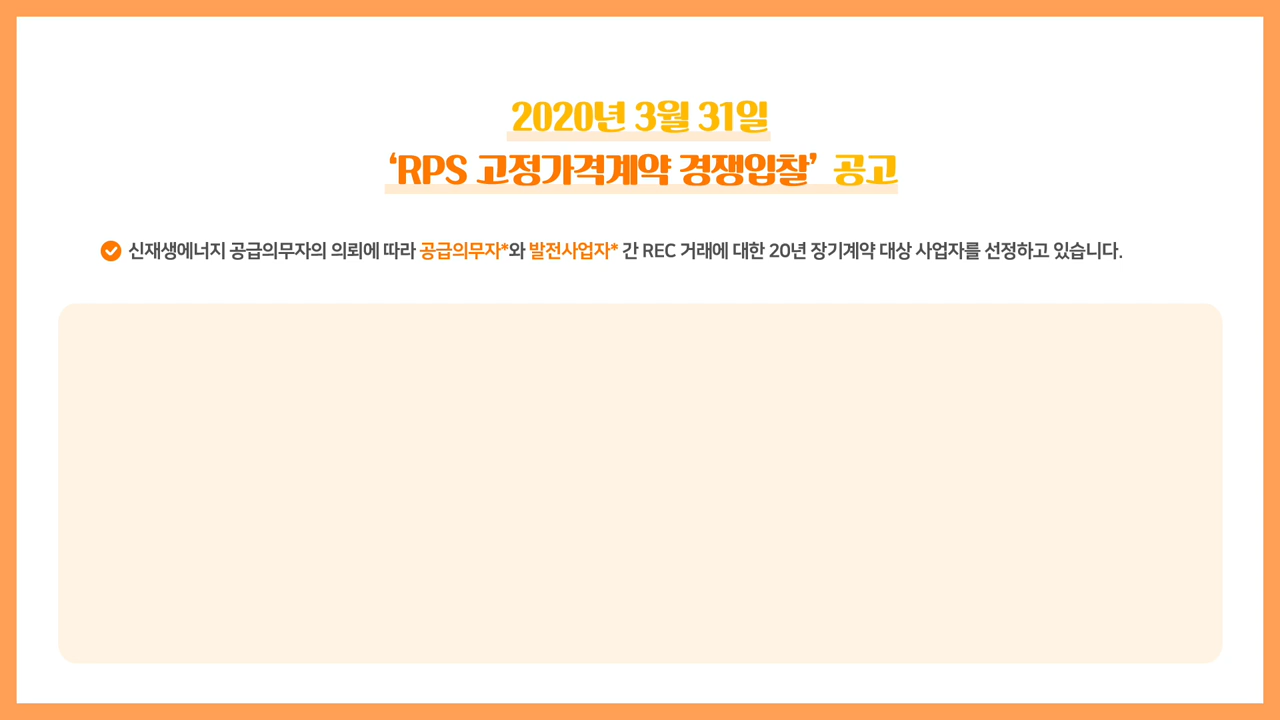 2020년 3월 31일
‘RPS 고정가격계약 경쟁입찰’ 공고
신재생에너지 공급의무자의 의뢰에 따라 공급의무자*와 발전사업자* 간 REC 거래에 대한 20년 장기계약 대상 사업자를 선정하고 있습니다.